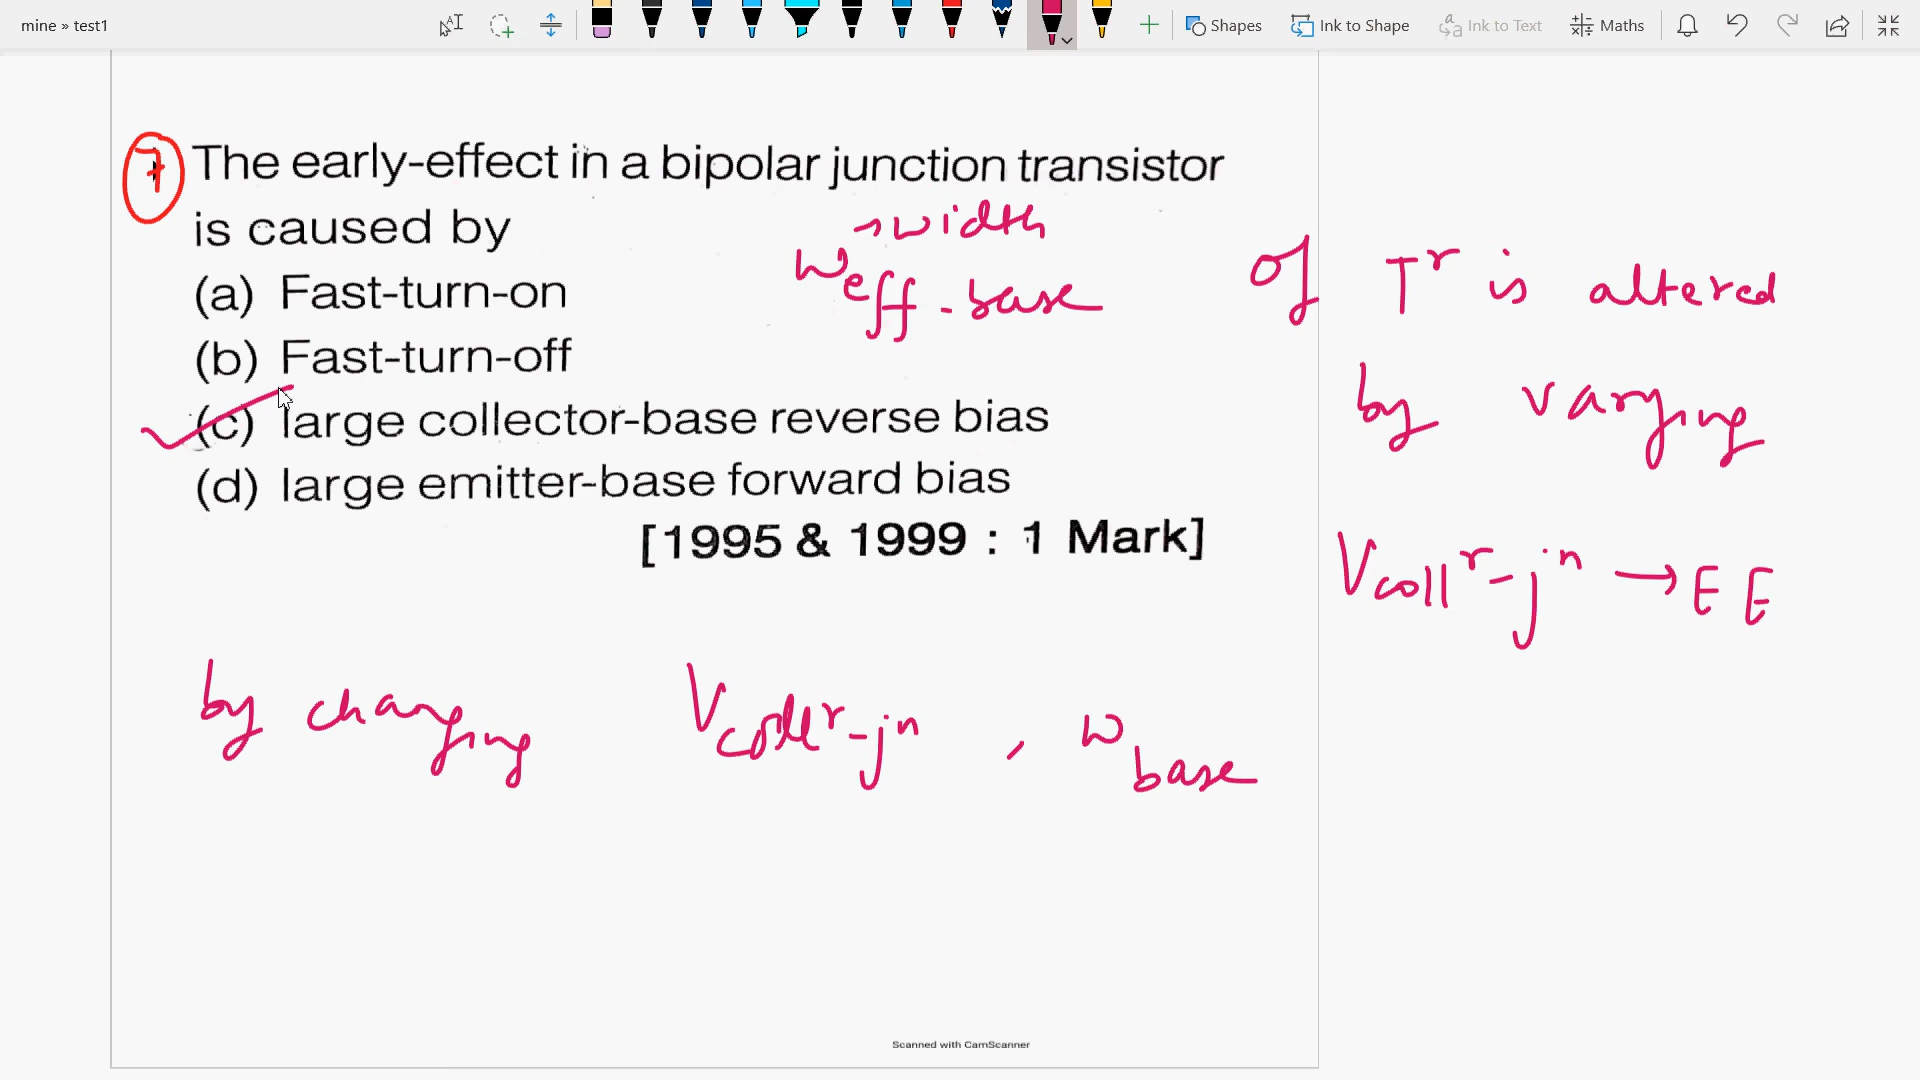 mine » test1
Shapes Ink to Shape Ink to Text Maths
7 The early-effect in a bipolar junction transistor
is caused by
→ width
W eff - base of Tr is altered
(a) Fast-turn-on
(b) Fast-turn-off
by varying
(c) large collector-base reverse bias
(d) large emitter-base forward bias
[1995 & 1999 : 1 Mark]
Vcollr - jn → EE
by changing Vcollr - jn , W base
Scanned with CamScanner